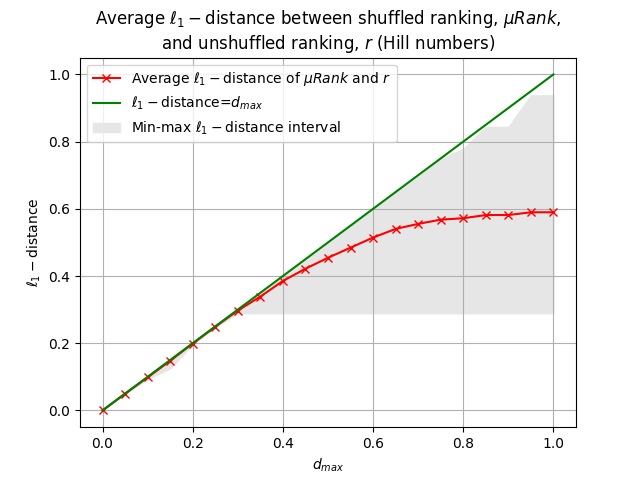 Average ℓ₁ − distance between shuffled ranking, μRank,
and unshuffled ranking, r (Hill numbers)
Average ℓ₁ − distance of μRank and r
ℓ₁ − distance=d_max
Min-max ℓ₁ − distance interval
ℓ₁ − distance
1.0
0.8
0.6
0.4
0.2
0.0
0.0 0.2 0.4 0.6 0.8 1.0
d_max